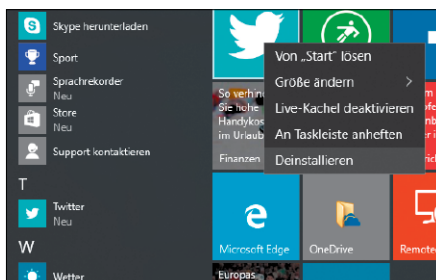 Skype herunterladen
Sport
Sprachrekorder
Neu
Store
Neu
Support kontaktieren
T
Twitter
Neu
W
Wetter
So verhin
Sie hohe
Handykos
im Urlaub
Finanzen
Von „Start“ lösen
Größe ändern
Live-Kachel deaktivieren
An Taskleiste anheften
Deinstallieren
Microsoft Edge
OneDrive
Remote
Europas